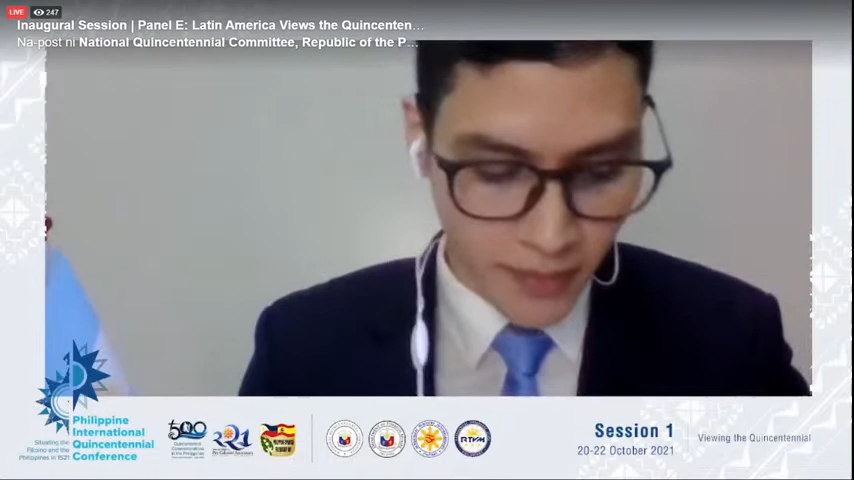 LIVE 247
Inaugural Session | Panel E: Latin America Views the Quincenten...
Na-post ni National Quincentennial Committee, Republic of the P...
Philippine
International
Quincentennial
Conference
Situating the
Filipino and the
Philippines in 1521
500
2021
RTVM
Session 1
20-22 October 2021
Viewing the Quincentennial